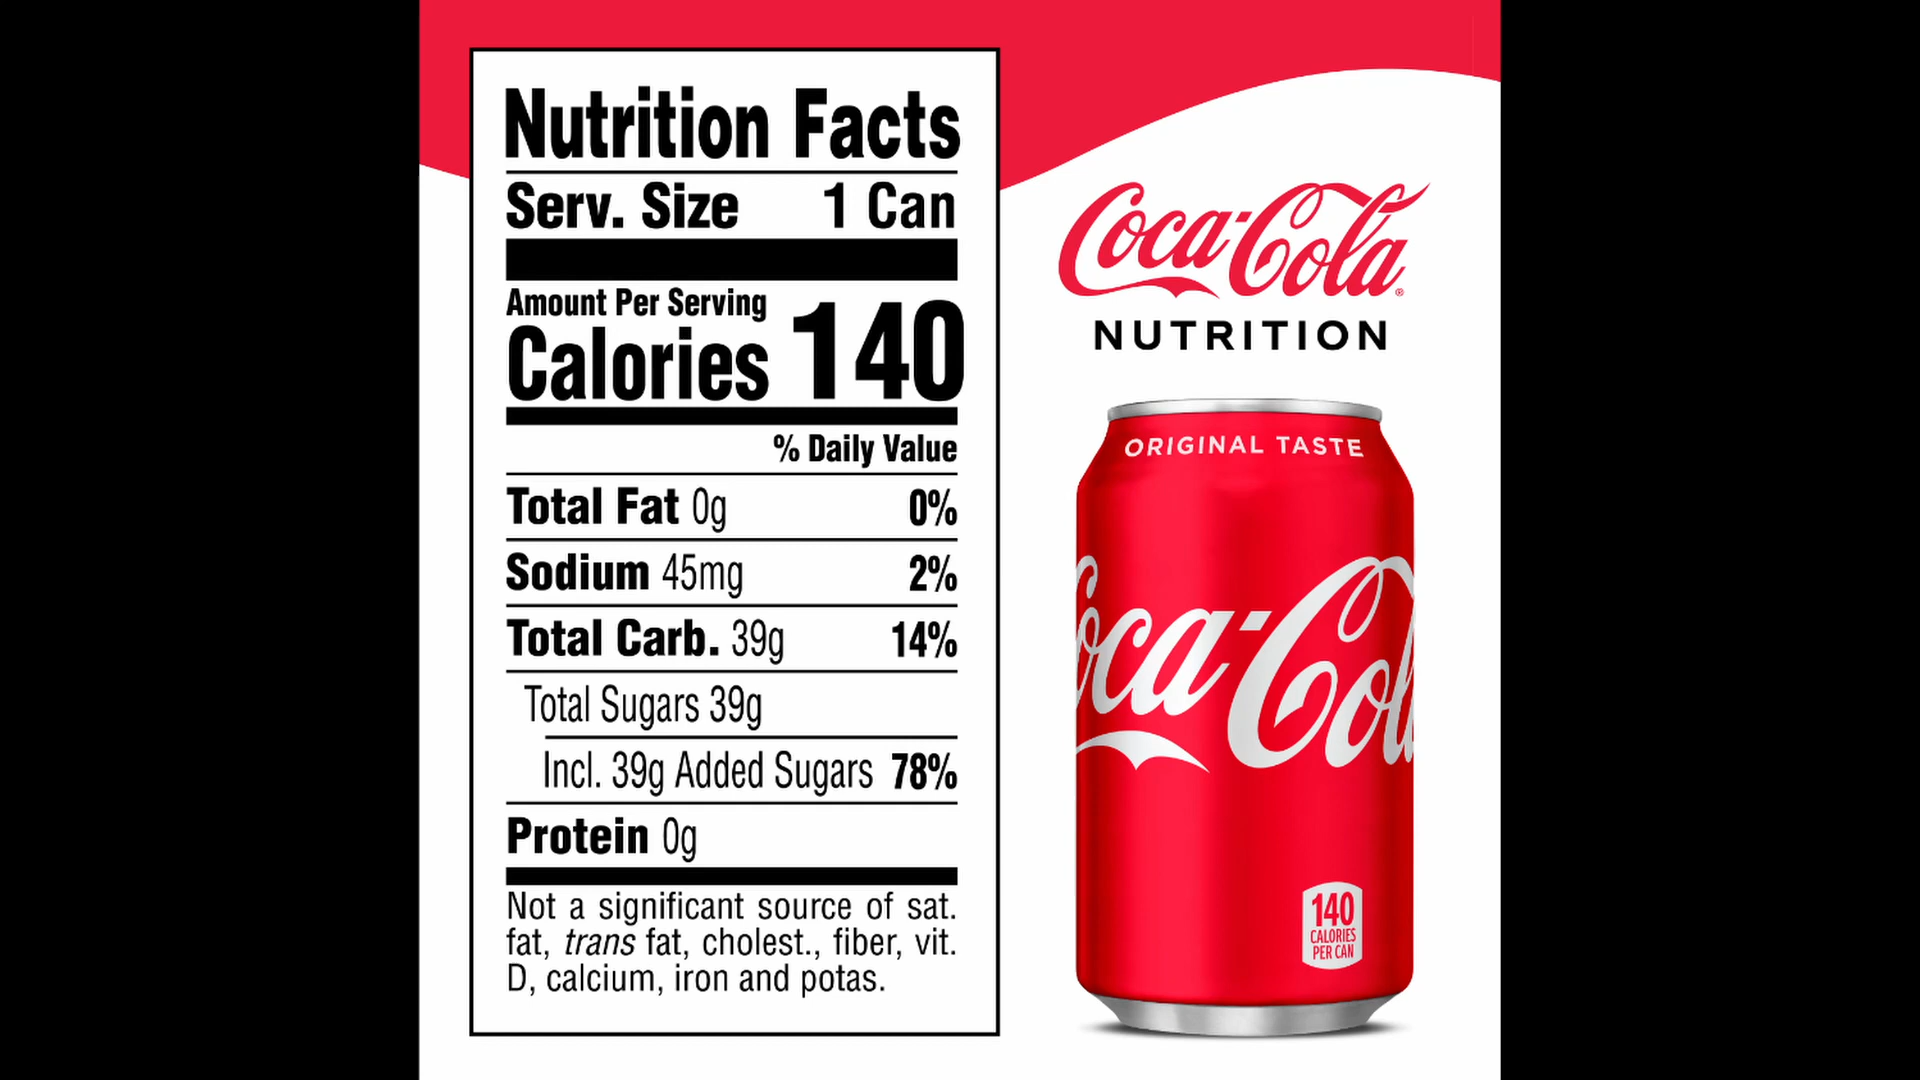 Nutrition Facts
Serv. Size 1 Can
Amount Per Serving
Calories 140
% Daily Value
Total Fat 0g 0%
Sodium 45mg 2%
Total Carb. 39g 14%
Total Sugars 39g
Incl. 39g Added Sugars 78%
Protein 0g
Not a significant source of sat.
fat, trans fat, cholest., fiber, vit.
D, calcium, iron and potas.
Coca-Cola®
NUTRITION
ORIGINAL TASTE
Coca-Cola
140
CALORIES
PER CAN